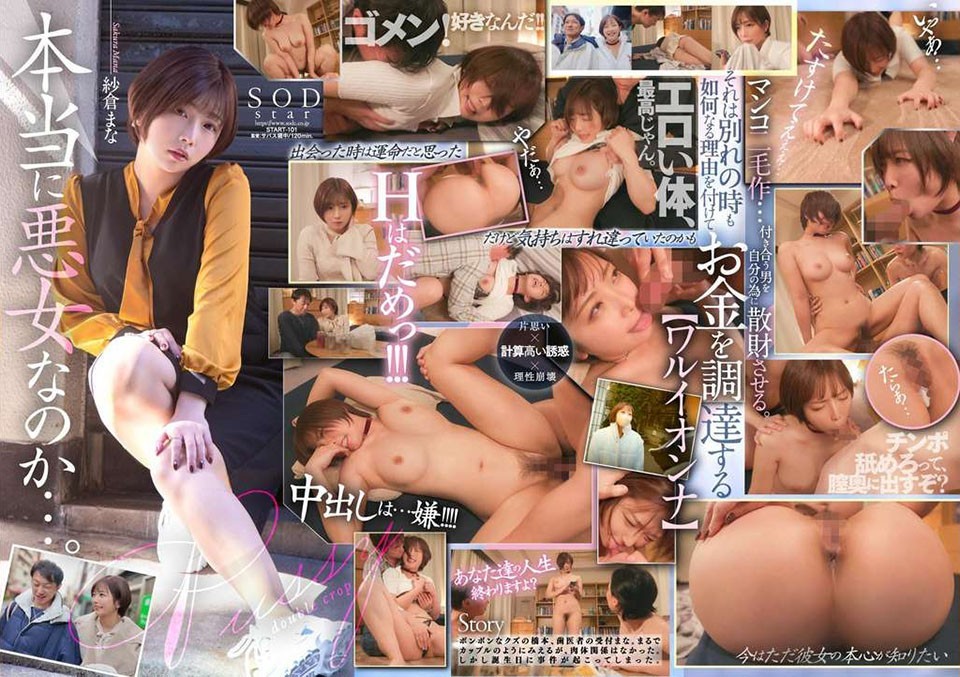 本当に悪女なのか…。
紗倉まな
Sakura Mana
ゴメン!好きなんだ!!
SOD
star
START-101
出会った時は運命だと思った
Hはだめっ!!!
やだぁ…
エロい体、
最高じゃん。
だけど気持ちはすれ違っていたのかも
片思い
×
計算高い誘惑
×
理性崩壊
中出しは…嫌!!!!
いやぁ…
たすけてぇぇぇ
マンコ二毛作…
付き合う男を
自分の為に
散財させる。
それは別れの時も
如何なる理由を付けて
お金を調達する
【ワルイオンナ】
チンポ
舐めろって、
膣奥に出すぞ?
double crop
あなた達の人生
終わりますよ?
Story
ボンボンなクズの橋本、歯医者の受付まな。まるで
カップルのようにみえるが、肉体関係はなかった。
しかし誕生日に事件が起こってしまった。
今はただ彼女の本心が知りたい